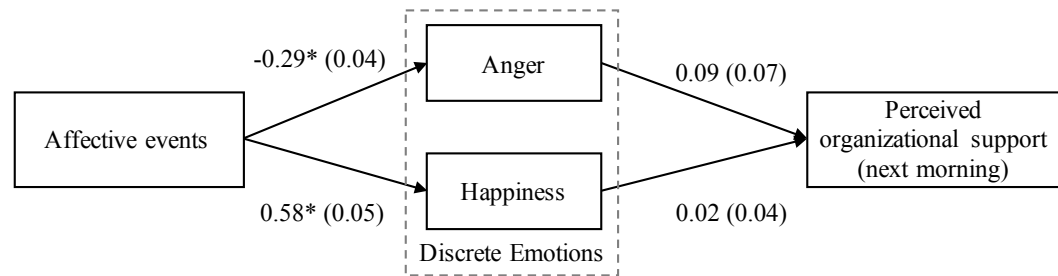 -0.29* (0.04)
Anger
0.09 (0.07)
Affective events
Perceived
organizational support
(next morning)
Happiness
0.58* (0.05)
0.02 (0.04)
Discrete Emotions